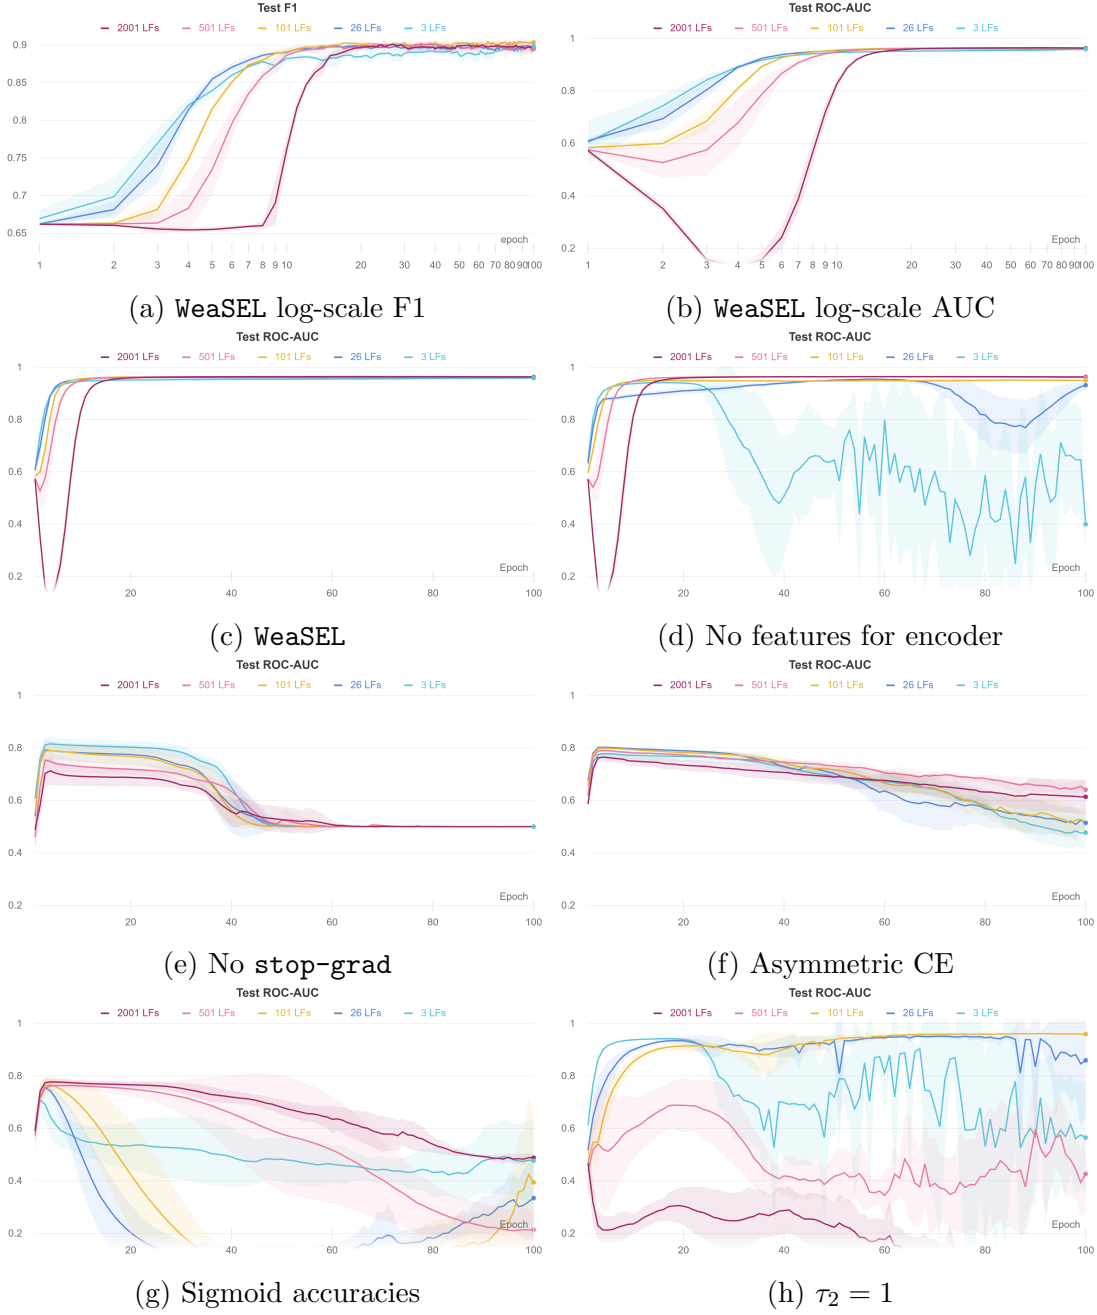 Test F1
2001 LFs 501 LFs 101 LFs 26 LFs 3 LFs
0.9
0.85
0.8
0.75
0.7
0.65
epoch
1 2 3 4 5 6 7 8 9 10 20 30 40 50 60 70 80 90 100
(a) WeaSEL log-scale F1
Test ROC-AUC
2001 LFs 501 LFs 101 LFs 26 LFs 3 LFs
1
0.8
0.6
0.4
0.2
Epoch
1 2 3 4 5 6 7 8 9 10 20 30 40 50 60 70 80 90 100
(b) WeaSEL log-scale AUC
Test ROC-AUC
2001 LFs 501 LFs 101 LFs 26 LFs 3 LFs
1
0.8
0.6
0.4
0.2
Epoch
20 40 60 80 100
(c) WeaSEL
Test ROC-AUC
2001 LFs 501 LFs 101 LFs 26 LFs 3 LFs
1
0.8
0.6
0.4
0.2
Epoch
20 40 60 80 100
(d) No features for encoder
Test ROC-AUC
2001 LFs 501 LFs 101 LFs 26 LFs 3 LFs
1
0.8
0.6
0.4
0.2
Epoch
20 40 60 80 100
(e) No stop-grad
Test ROC-AUC
2001 LFs 501 LFs 101 LFs 26 LFs 3 LFs
1
0.8
0.6
0.4
0.2
Epoch
20 40 60 80 100
(f) Asymmetric CE
Test ROC-AUC
2001 LFs 501 LFs 101 LFs 26 LFs 3 LFs
1
0.8
0.6
0.4
0.2
Epoch
20 40 60 80 100
(g) Sigmoid accuracies
Test ROC-AUC
2001 LFs 501 LFs 101 LFs 26 LFs 3 LFs
1
0.8
0.6
0.4
0.2
Epoch
20 40 60 80 100
(h) τ₂ = 1